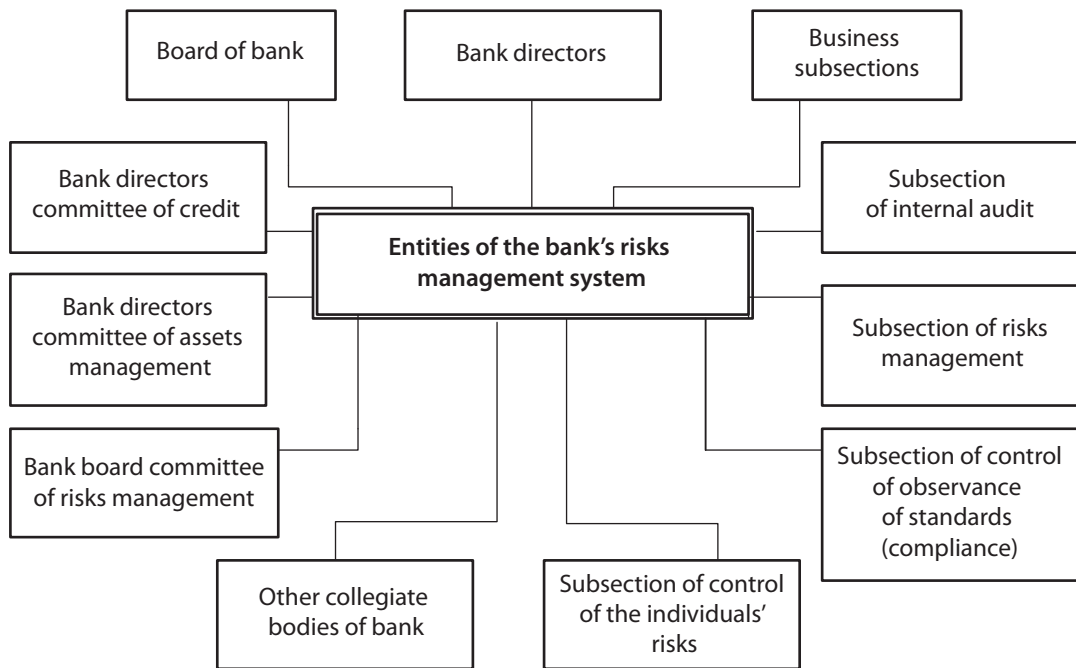 Board of bank
Bank directors
Business
subsections
Bank directors
committee of credit
Subsection
of internal audit
Entities of the bank's risks
management system
Bank directors
committee of assets
management
Subsection of risks
management
Bank board committee
of risks management
Subsection of control
of observance
of standards
(compliance)
Other collegiate
bodies of bank
Subsection of control
of the individuals'
risks